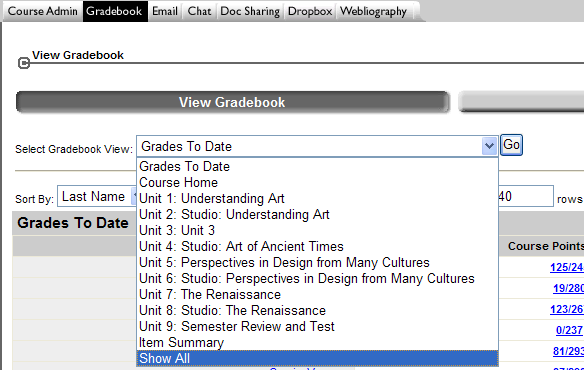 Course Admin Gradebook Email Chat Doc Sharing Dropbox Webliography
View Gradebook
View Gradebook
Select Gradebook View: Grades To Date Go
Grades To Date
Course Home
Unit 1: Understanding Art
Unit 2: Studio: Understanding Art
Unit 3: Unit 3
Unit 4: Studio: Art of Ancient Times
Unit 5: Perspectives in Design from Many Cultures
Unit 6: Studio: Perspectives in Design from Many Cultures
Unit 7: The Renaissance
Unit 8: Studio: The Renaissance
Unit 9: Semester Review and Test
Item Summary
Show All
Sort By: Last Name 40 rows
Grades To Date
Course Points
125/24
19/280
123/267
0/237
81/293